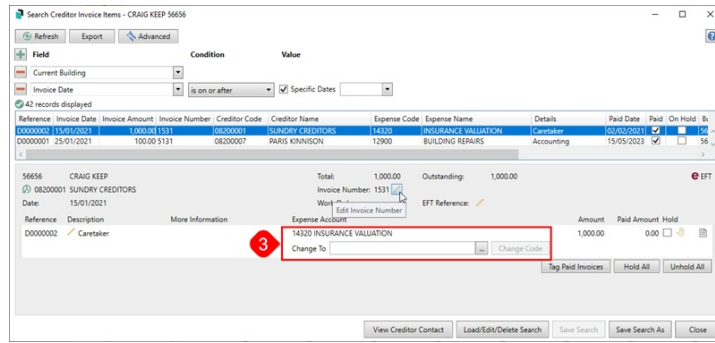 Search Creditor Invoice Items - CRAIG KEEP 56656
Refresh Export Advanced
Field Condition Value
Current Building
Invoice Date is on or after Specific Dates
42 records displayed
Reference Invoice Date Invoice Amount Invoice Number Creditor Code Creditor Name Expense Code Expense Name Details Paid Date Paid On Hold
D0000002 15/01/2021 1,000.00 1531 08200001 SUNDRY CREDITORS 14320 INSURANCE VALUATION Caretaker 02/02/2021 56
D0000001 25/01/2021 100.00 5131 08200007 PARIS KINNISON 12900 BUILDING REPAIRS Accounting 15/05/2023 56
56656 CRAIG KEEP Total: 1,000.00 Outstanding: 1,000.00 EFT
08200001 SUNDRY CREDITORS Invoice Number: 1531
Date: 15/01/2021 EFT Reference:
Edit Invoice Number
Reference Description More Information Expense Account Amount Paid Amount Hold
D0000002 Caretaker 14320 INSURANCE VALUATION 1,000.00 0.00
3
Change To ... Change Code
Tag Paid Invoices Hold All Unhold All
View Creditor Contact Load/Edit/Delete Search Save Search Save Search As Close